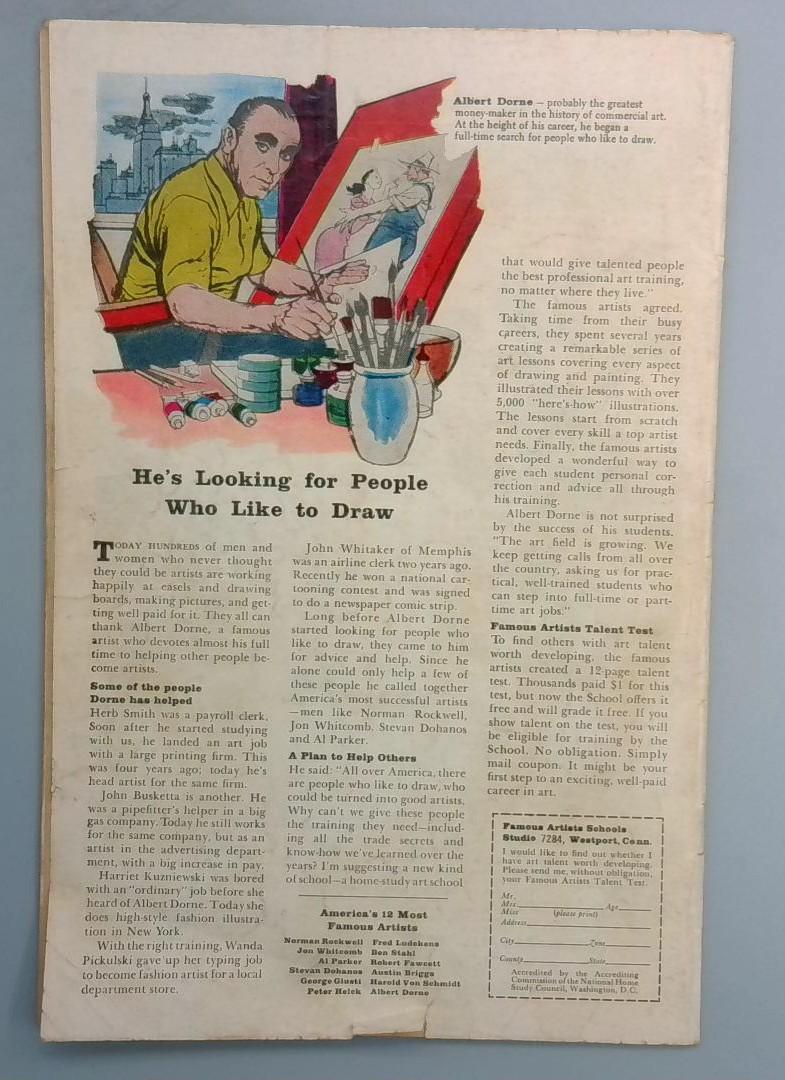 Albert Dorne — probably the greatest
money-maker in the history of commercial art.
At the height of his career, he began a
full-time search for people who like to draw.
He's Looking for People
Who Like to Draw
TODAY HUNDREDS of men and
women who never thought
they could be artists are working
happily at easels and drawing
boards, making pictures, and get-
ting well paid for it. They all can
thank Albert Dorne, a famous
artist who devotes almost his full
time to helping other people be-
come artists.
Some of the people
Dorne has helped
Herb Smith was a payroll clerk.
Soon after he started studying
with us, he landed an art job
with a large printing firm. This
was four years ago; today he's
head artist for the same firm.
John Busketta is another. He
was a pipefitter's helper in a big
gas company. Today he still works
for the same company, but as an
artist in the advertising depart-
ment, with a big increase in pay.
Harriet Kuzniewski was bored
with an "ordinary" job before she
heard of Albert Dorne. Today she
does high-style fashion illustra-
tion in New York.
With the right training, Wanda
Pickulski gave up her typing job
to become fashion artist for a local
department store.
John Whitaker of Memphis
was an airline clerk two years ago.
Recently he won a national car-
tooning contest and was signed
to do a newspaper comic strip.
Long before Albert Dorne
started looking for people who
like to draw, they came to him
for advice and help. Since he
alone could only help a few of
these people he called together
America's most successful artists
—men like Norman Rockwell,
Jon Whitcomb, Stevan Dohanos
and Al Parker.
A Plan to Help Others
He said: "All over America, there
are people who like to draw, who
could be turned into good artists.
Why can't we give these people
the training they need—includ-
ing all the trade secrets and
know-how we've learned over the
years? I'm suggesting a new kind
of school—a home-study art school
America's 12 Most
Famous Artists
Norman Rockwell Fred Ludekens
Jon Whitcomb Ben Stahl
Al Parker Robert Fawcett
Stevan Dohanos Austin Briggs
George Giusti Harold Von Schmidt
Peter Helck Albert Dorne
that would give talented people
the best professional art training,
no matter where they live."
The famous artists agreed.
Taking time from their busy
careers, they spent several years
creating a remarkable series of
art lessons covering every aspect
of drawing and painting. They
illustrated their lessons with over
5,000 "here's-how" illustrations.
The lessons start from scratch
and cover every skill a top artist
needs. Finally, the famous artists
developed a wonderful way to
give each student personal cor-
rection and advice all through
his training.
Albert Dorne is not surprised
by the success of his students.
"The art field is growing. We
keep getting calls from all over
the country, asking us for prac-
tical, well-trained students who
can step into full-time or part-
time art jobs."
Famous Artists Talent Test
To find others with art talent
worth developing, the famous
artists created a 12-page talent
test. Thousands paid $1 for this
test, but now the School offers it
free and will grade it free. If you
show talent on the test, you will
be eligible for training by the
School. No obligation. Simply
mail coupon. It might be your
first step to an exciting, well-paid
career in art.
Famous Artists Schools
Studio 7284, Westport, Conn.
I would like to find out whether I
have art talent worth developing.
Please send me, without obligation,
your Famous Artists Talent Test.
Mr.
Mrs. Age
Miss (please print)
Address
City Zone
County State
Accredited by the Accrediting
Commission of the National Home
Study Council, Washington, D.C.